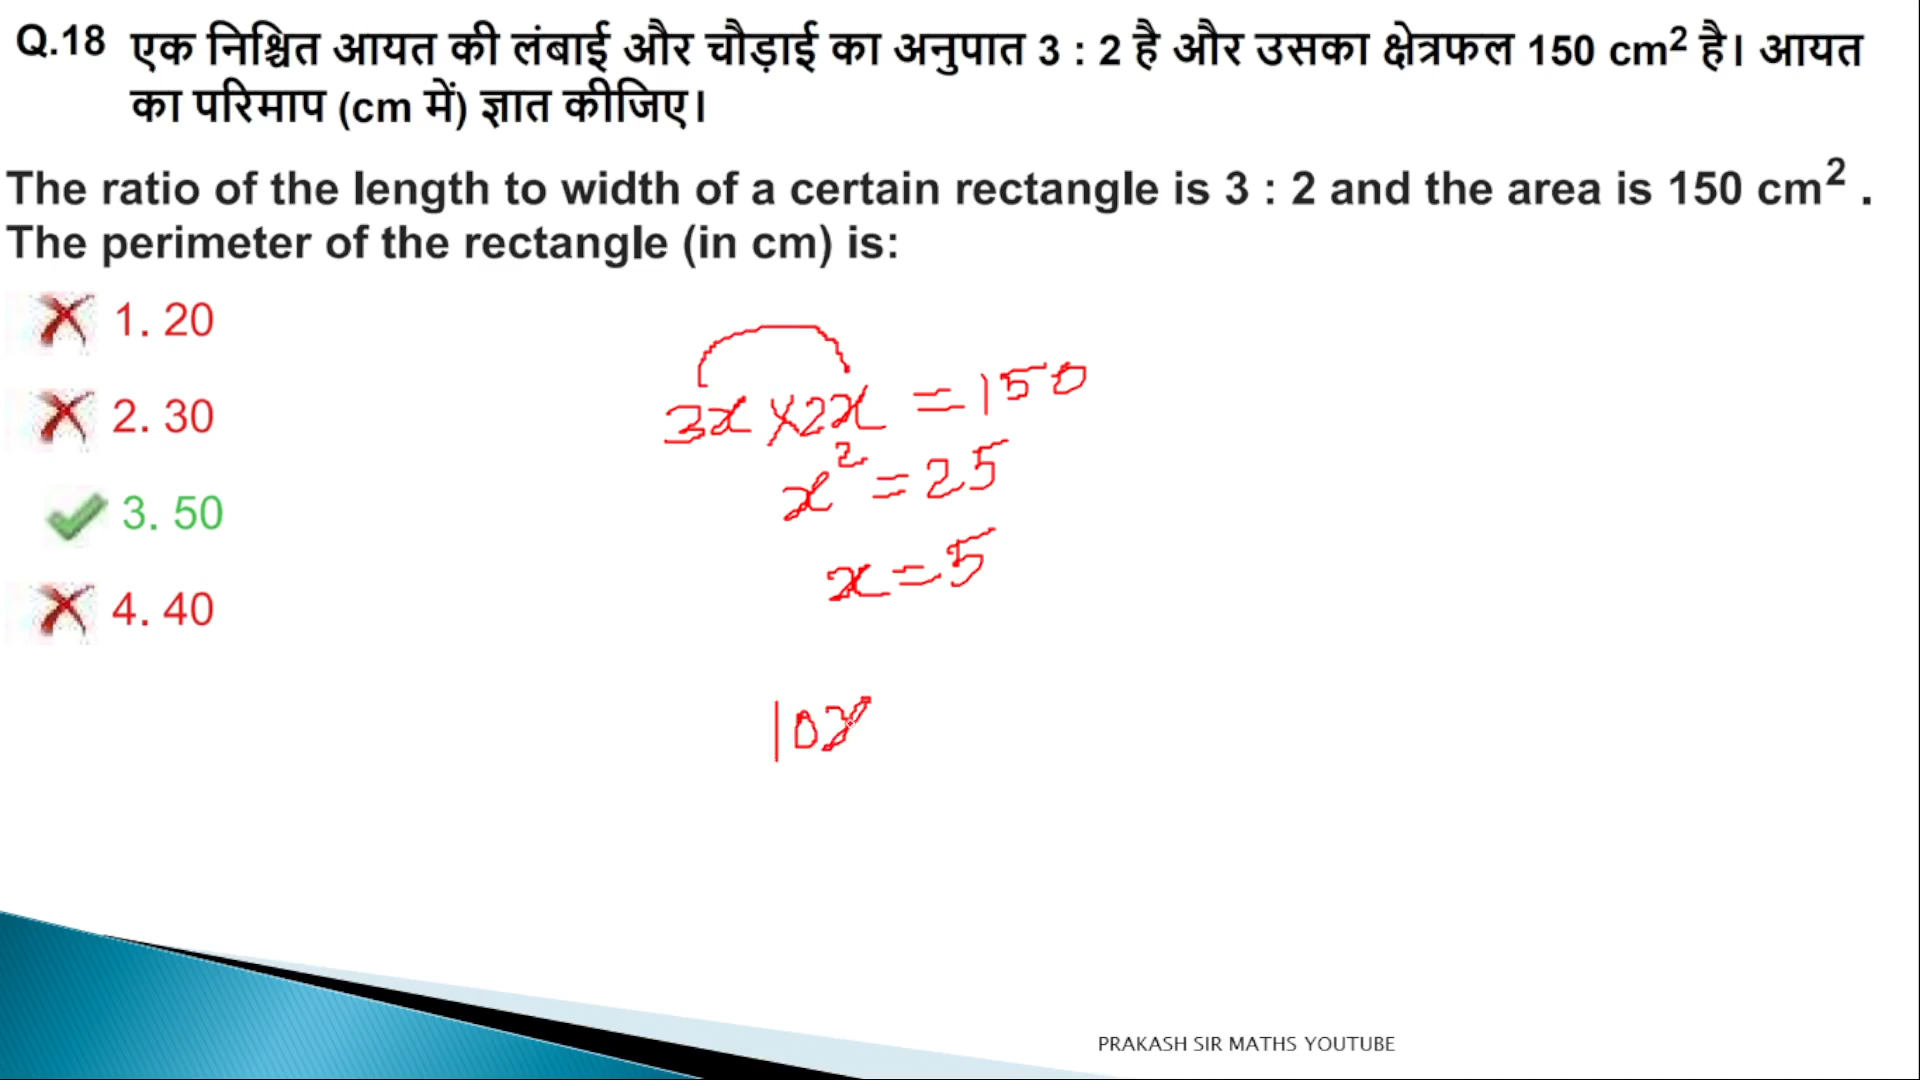 Q.18 एक निश्चित आयत की लंबाई और चौड़ाई का अनुपात 3 : 2 है और उसका क्षेत्रफल 150 cm² है। आयत
का परिमाप (cm में) ज्ञात कीजिए।
The ratio of the length to width of a certain rectangle is 3 : 2 and the area is 150 cm² .
The perimeter of the rectangle (in cm) is:
1. 20
2. 30
3. 50
4. 40
3x × 2x = 150
x² = 25
x = 5
10x
PRAKASH SIR MATHS YOUTUBE